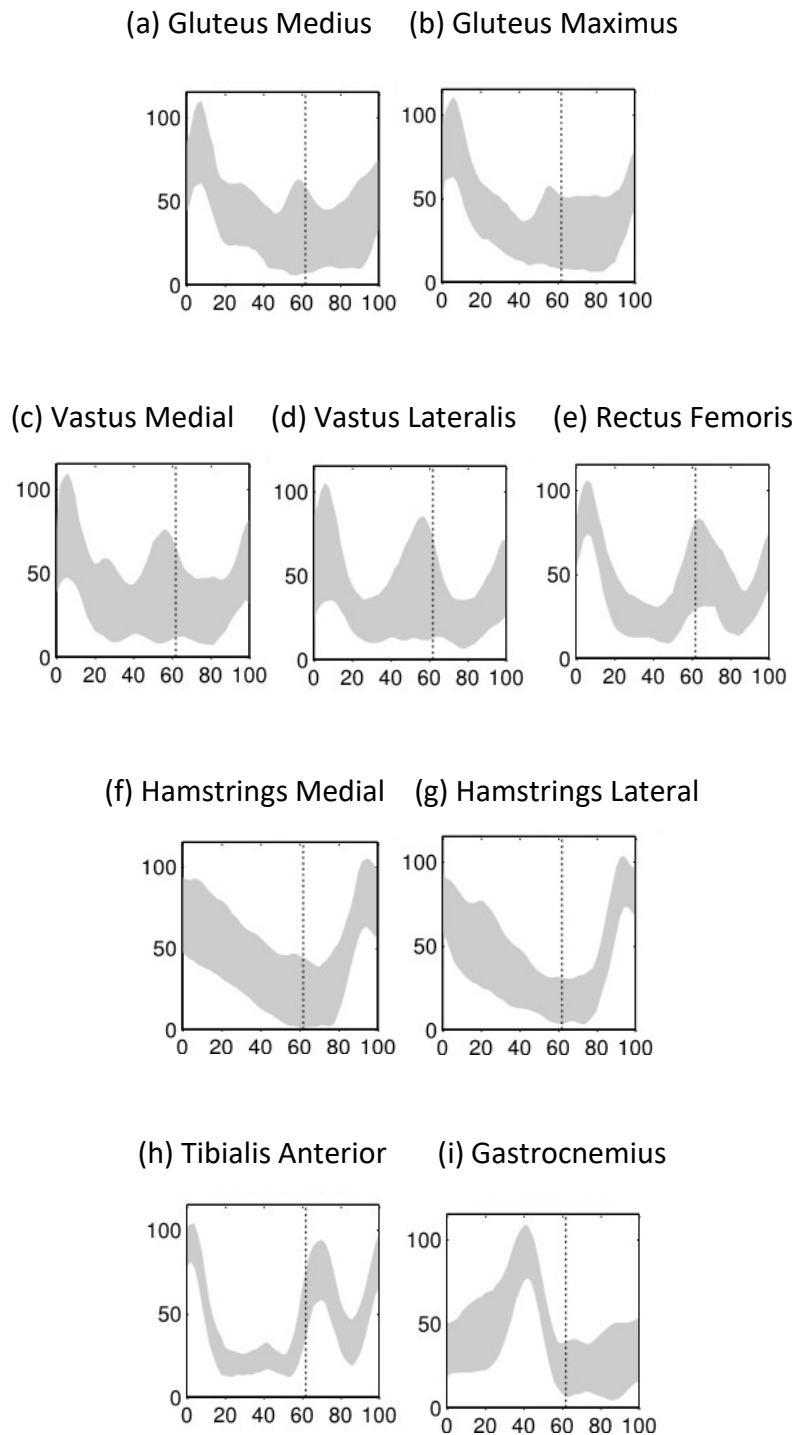 (a) Gluteus Medius (b) Gluteus Maximus
100 100
50 50
0 0
0 20 40 60 80 100 0 20 40 60 80 100
(c) Vastus Medial (d) Vastus Lateralis (e) Rectus Femoris
100 100 100
50 50 50
0 0 0
0 20 40 60 80 100 0 20 40 60 80 100 0 20 40 60 80 100
(f) Hamstrings Medial (g) Hamstrings Lateral
100 100
50 50
0 0
0 20 40 60 80 100 0 20 40 60 80 100
(h) Tibialis Anterior (i) Gastrocnemius
100 100
50 50
0 0
0 20 40 60 80 100 0 20 40 60 80 100